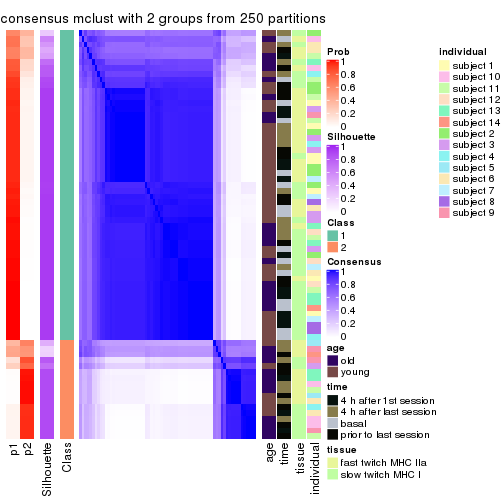 consensus mclust with 2 groups from 250 partitions
Prob
1
0.8
0.6
0.4
0.2
0
Silhouette
1
0.8
0.6
0.4
0.2
0
Class
1
2
Consensus
1
0.8
0.6
0.4
0.2
0
age
old
young
time
4 h after 1st session
4 h after last session
basal
prior to last session
tissue
fast twitch MHC IIa
slow twitch MHC I
individual
subject 1
subject 10
subject 11
subject 12
subject 13
subject 14
subject 2
subject 3
subject 4
subject 5
subject 6
subject 7
subject 8
subject 9
p1
p2
Silhouette
Class
age
time
tissue
individual